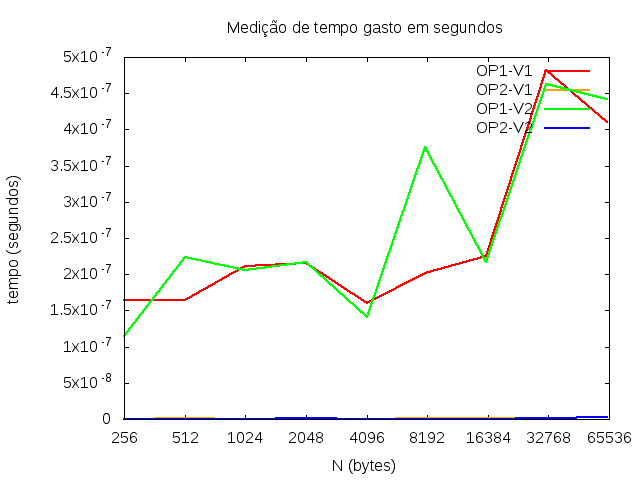 Medição de tempo gasto em segundos
OP1-V1
OP2-V1
OP1-V2
OP2-V2
5x10⁻⁷
4.5x10⁻⁷
4x10⁻⁷
3.5x10⁻⁷
3x10⁻⁷
2.5x10⁻⁷
2x10⁻⁷
1.5x10⁻⁷
1x10⁻⁷
5x10⁻⁸
0
tempo (segundos)
256 512 1024 2048 4096 8192 16384 32768 65536
N (bytes)